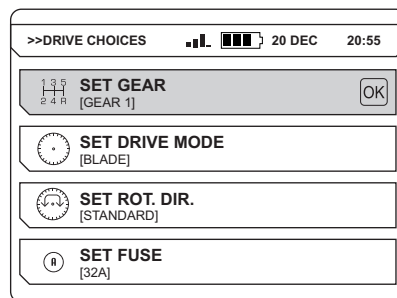 >>DRIVE CHOICES 20 DEC 20:55
1 3 5
2 4 R
SET GEAR
[GEAR 1]
OK
SET DRIVE MODE
[BLADE]
SET ROT. DIR.
[STANDARD]
A
SET FUSE
[32A]